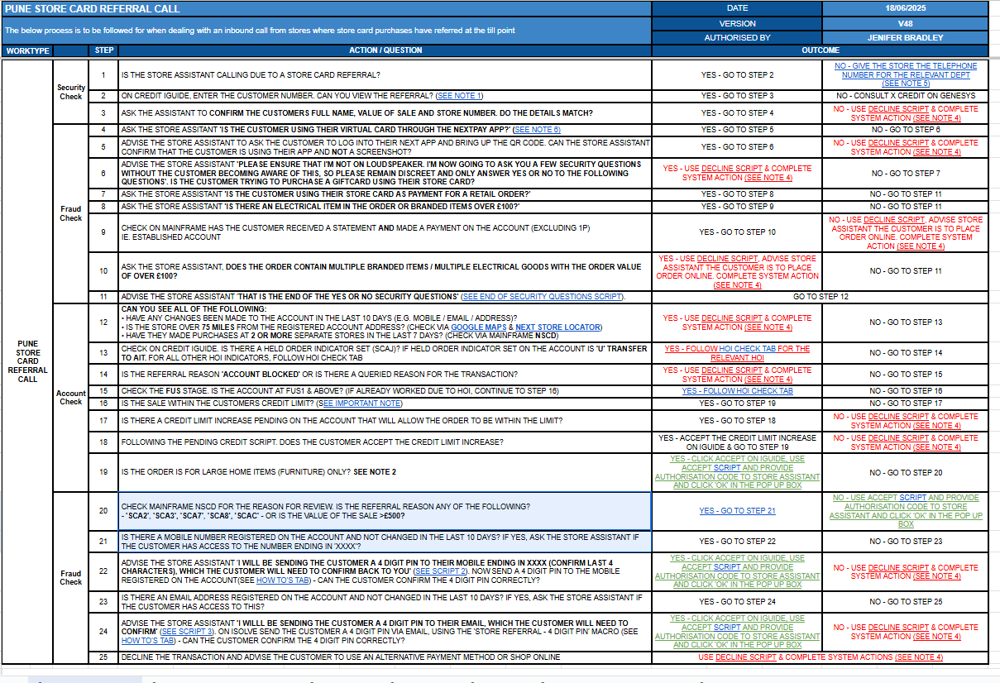 PUNE STORE CARD REFERRAL CALL
DATE
18/06/2025
The below process is to be followed for when dealing with an inbound call from stores where store card purchases have referred at the till point
VERSION
V48
AUTHORISED BY
JENIFER BRADLEY
WORKTYPE
STEP
ACTION / QUESTION
OUTCOME
PUNE
STORE
CARD
REFERRAL
CALL
Security
Check
1
IS THE STORE ASSISTANT CALLING DUE TO A STORE CARD REFERRAL?
YES - GO TO STEP 2
NO - GIVE THE STORE THE TELEPHONE
NUMBER FOR THE RELEVANT DEPT
(SEE NOTE 5)
2
ON CREDIT IGUIDE, ENTER THE CUSTOMER NUMBER. CAN YOU VIEW THE REFERRAL? (SEE NOTE 1)
YES - GO TO STEP 3
NO - CONSULT X CREDIT ON GENESYS
3
ASK THE ASSISTANT TO CONFIRM THE CUSTOMERS FULL NAME, VALUE OF SALE AND STORE NUMBER. DO THE DETAILS MATCH?
YES - GO TO STEP 4
NO - USE DECLINE SCRIPT & COMPLETE
SYSTEM ACTION (SEE NOTE 4)
Fraud
Check
4
ASK THE STORE ASSITANT 'IS THE CUSTOMER USING THEIR VIRTUAL CARD THROUGH THE NEXTPAY APP?' (SEE NOTE 6)
YES - GO TO STEP 5
NO - GO TO STEP 6
5
ADVISE THE STORE ASSISTANT TO ASK THE CUSTOMER TO LOG INTO THEIR NEXT APP AND BRING UP THE QR CODE. CAN THE STORE ASSISTANT
CONFIRM THAT THE CUSTOMER IS USING THEIR APP AND NOT A SCREENSHOT?
YES - GO TO STEP 6
NO - USE DECLINE SCRIPT & COMPLETE
SYSTEM ACTION (SEE NOTE 4)
6
ADVISE THE STORE ASSISTANT 'PLEASE ENSURE THAT I'M NOT ON LOUDSPEAKER. I'M NOW GOING TO ASK YOU A FEW SECURITY QUESTIONS
WITHOUT THE CUSTOMER BECOMING AWARE OF THIS, SO PLEASE REMAIN DISCREET AND ONLY ANSWER YES OR NO TO THE FOLLOWING
QUESTIONS'. IS THE CUSTOMER TRYING TO PURCHASE A GIFTCARD USING THEIR STORE CARD?
YES - USE DECLINE SCRIPT & COMPLETE
SYSTEM ACTION (SEE NOTE 4)
NO - GO TO STEP 7
7
ASK THE STORE ASSISTANT 'IS THE CUSTOMER USING THEIR STORE CARD AS PAYMENT FOR A RETAIL ORDER?'
YES - GO TO STEP 8
NO - GO TO STEP 11
8
ASK THE STORE ASSISTANT 'IS THERE AN ELECTRICAL ITEM IN THE ORDER OR BRANDED ITEMS OVER £100?'
YES - GO TO STEP 9
NO - GO TO STEP 11
9
CHECK ON MAINFRAME HAS THE CUSTOMER RECEIVED A STATEMENT AND MADE A PAYMENT ON THE ACCOUNT (EXCLUDING 1P)
IE. ESTABLISHED ACCOUNT
YES - GO TO STEP 10
NO - USE DECLINE SCRIPT, ADVISE STORE
ASSISTANT THE CUSTOMER IS TO PLACE
ORDER ONLINE. COMPLETE SYSTEM
ACTION (SEE NOTE 4)
10
ASK THE STORE ASSISTANT, DOES THE ORDER CONTAIN MULTIPLE BRANDED ITEMS / MULTIPLE ELECTRICAL GOODS WITH THE ORDER VALUE
OF OVER £100?
YES - USE DECLINE SCRIPT, ADVISE STORE
ASSISTANT THE CUSTOMER IS TO PLACE
ORDER ONLINE. COMPLETE SYSTEM ACTION
(SEE NOTE 4)
NO - GO TO STEP 11
11
ADVISE THE STORE ASSISTANT 'THAT IS THE END OF THE YES OR NO SECURITY QUESTIONS' (SEE END OF SECURITY QUESTIONS SCRIPT).
GO TO STEP 12
Account
Check
12
CAN YOU SEE ALL OF THE FOLLOWING:
• HAVE ANY CHANGES BEEN MADE TO THE ACCOUNT IN THE LAST 10 DAYS (E.G. MOBILE / EMAIL / ADDRESS)?
• IS THE STORE OVER 75 MILES FROM THE REGISTERED ACCOUNT ADDRESS? (CHECK VIA GOOGLE MAPS & NEXT STORE LOCATOR)
• HAVE THEY MADE PURCHASES AT 2 OR MORE SEPARATE STORES IN THE LAST 7 DAYS? (CHECK VIA MAINFRAME NSCD)
YES - USE DECLINE SCRIPT & COMPLETE
SYSTEM ACTION (SEE NOTE 4)
NO - GO TO STEP 13
13
CHECK ON CREDIT IGUIDE. IS THERE A HELD ORDER INDICATOR SET (SCAJ)? IF HELD ORDER INDICATOR SET ON THE ACCOUNT IS 'U' TRANSFER
TO AIT. FOR ALL OTHER HOI INDICATORS, FOLLOW HOI CHECK TAB
YES - FOLLOW HOI CHECK TAB FOR THE
RELEVANT HOI
NO - GO TO STEP 14
14
IS THE REFERRAL REASON 'ACCOUNT BLOCKED' OR IS THERE A QUERIED REASON FOR THE TRANSACTION?
YES - USE DECLINE SCRIPT & COMPLETE
SYSTEM ACTION (SEE NOTE 4)
NO - GO TO STEP 15
15
CHECK THE FUS STAGE. IS THE ACCOUNT AT FUS1 & ABOVE? (IF ALREADY WORKED DUE TO HOI, CONTINUE TO STEP 16)
YES - FOLLOW HOI CHECK TAB
NO - GO TO STEP 16
16
IS THE SALE WITHIN THE CUSTOMERS CREDIT LIMIT? (SEE IMPORTANT NOTE)
YES - GO TO STEP 19
NO - GO TO STEP 17
17
IS THERE A CREDIT LIMIT INCREASE PENDING ON THE ACCOUNT THAT WILL ALLOW THE ORDER TO BE WITHIN THE LIMIT?
YES - GO TO STEP 18
NO - USE DECLINE SCRIPT & COMPLETE
SYSTEM ACTION (SEE NOTE 4)
18
FOLLOWING THE PENDING CREDIT SCRIPT. DOES THE CUSTOMER ACCEPT THE CREDIT LIMIT INCREASE?
YES - ACCEPT THE CREDIT LIMIT INCREASE
ON IGUIDE & GO TO STEP 19
NO - USE DECLINE SCRIPT & COMPLETE
SYSTEM ACTION (SEE NOTE 4)
19
IS THE ORDER IS FOR LARGE HOME ITEMS (FURNITURE) ONLY? SEE NOTE 2
YES - CLICK ACCEPT ON IGUIDE, USE
ACCEPT SCRIPT AND PROVIDE
AUTHORISATION CODE TO STORE ASSISTANT
AND CLICK 'OK' IN THE POP UP BOX
NO - GO TO STEP 20
Fraud
Check
20
CHECK MAINFRAME NSCD FOR THE REASON FOR REVIEW. IS THE REFERRAL REASON ANY OF THE FOLLOWING?
- 'SCA2', 'SCA3', 'SCA7', 'SCA8', 'SCAC' - OR IS THE VALUE OF THE SALE >£500?
YES - GO TO STEP 21
NO - USE ACCEPT SCRIPT AND PROVIDE
AUTHORISATION CODE TO STORE
ASSISTANT AND CLICK 'OK' IN THE POP UP
BOX
21
IS THERE A MOBILE NUMBER REGISTERED ON THE ACCOUNT AND NOT CHANGED IN THE LAST 10 DAYS? IF YES, ASK THE STORE ASSISTANT IF
THE CUSTOMER HAS ACCESS TO THE NUMBER ENDING IN 'XXXX'?
YES - GO TO STEP 22
NO - GO TO STEP 23
22
ADVISE THE STORE ASSISTANT 'I WILL BE SENDING THE CUSTOMER A 4 DIGIT PIN TO THEIR MOBILE ENDING IN XXXX (CONFIRM LAST 4
CHARACTERS), WHICH THE CUSTOMER WILL NEED TO CONFIRM BACK TO YOU' (SEE SCRIPT 2). NOW SEND A 4 DIGIT PIN TO THE MOBILE
REGISTERED ON THE ACCOUNT(SEE HOW TO'S TAB) - CAN THE CUSTOMER CONFIRM THE 4 DIGIT PIN CORRECTLY?
YES - CLICK ACCEPT ON IGUIDE, USE
ACCEPT SCRIPT AND PROVIDE
AUTHORISATION CODE TO STORE ASSISTANT
AND CLICK 'OK' IN THE POP UP BOX
NO - USE DECLINE SCRIPT & COMPLETE
SYSTEM ACTION (SEE NOTE 4)
23
IS THERE AN EMAIL ADDRESS REGISTERED ON THE ACCOUNT AND NOT CHANGED IN THE LAST 10 DAYS? IF YES, ASK THE STORE ASSISTANT IF
THE CUSTOMER HAS ACCESS TO THIS?
YES - GO TO STEP 24
NO - GO TO STEP 25
24
ADVISE THE STORE ASSISTANT 'I WILLL BE SENDING THE CUSTOMER A 4 DIGIT PIN TO THEIR EMAIL, WHICH THE CUSTOMER WILL NEED TO
CONFIRM' (SEE SCRIPT 3). ON ISOLVE SEND THE CUSTOMER A 4 DIGIT PIN VIA EMAIL, USING THE 'STORE REFERRAL - 4 DIGIT PIN' MACRO (SEE
HOW TO'S TAB) - CAN THE CUSTOMER CONFIRM THE 4 DIGIT PIN CORRECTLY?
YES - CLICK ACCEPT ON IGUIDE, USE
ACCEPT SCRIPT AND PROVIDE
AUTHORISATION CODE TO STORE ASSISTANT
AND CLICK 'OK' IN THE POP UP BOX
NO - USE DECLINE SCRIPT & COMPLETE
SYSTEM ACTION (SEE NOTE 4)
25
DECLINE THE TRANSACTION AND ADVISE THE CUSTOMER TO USE AN ALTERNATIVE PAYMENT METHOD OR SHOP ONLINE
USE DECLINE SCRIPT & COMPLETE SYSTEM ACTIONS (SEE NOTE 4)